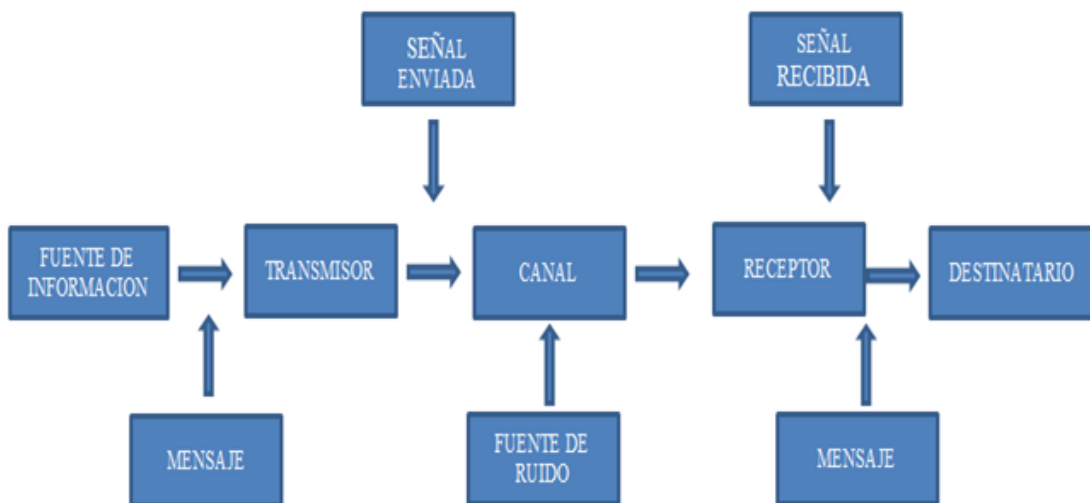 SEÑAL
ENVIADA
SEÑAL
RECIBIDA
FUENTE DE
INFORMACION
TRANSMISOR
CANAL
RECEPTOR
DESTINATARIO
MENSAJE
FUENTE DE
RUIDO
MENSAJE